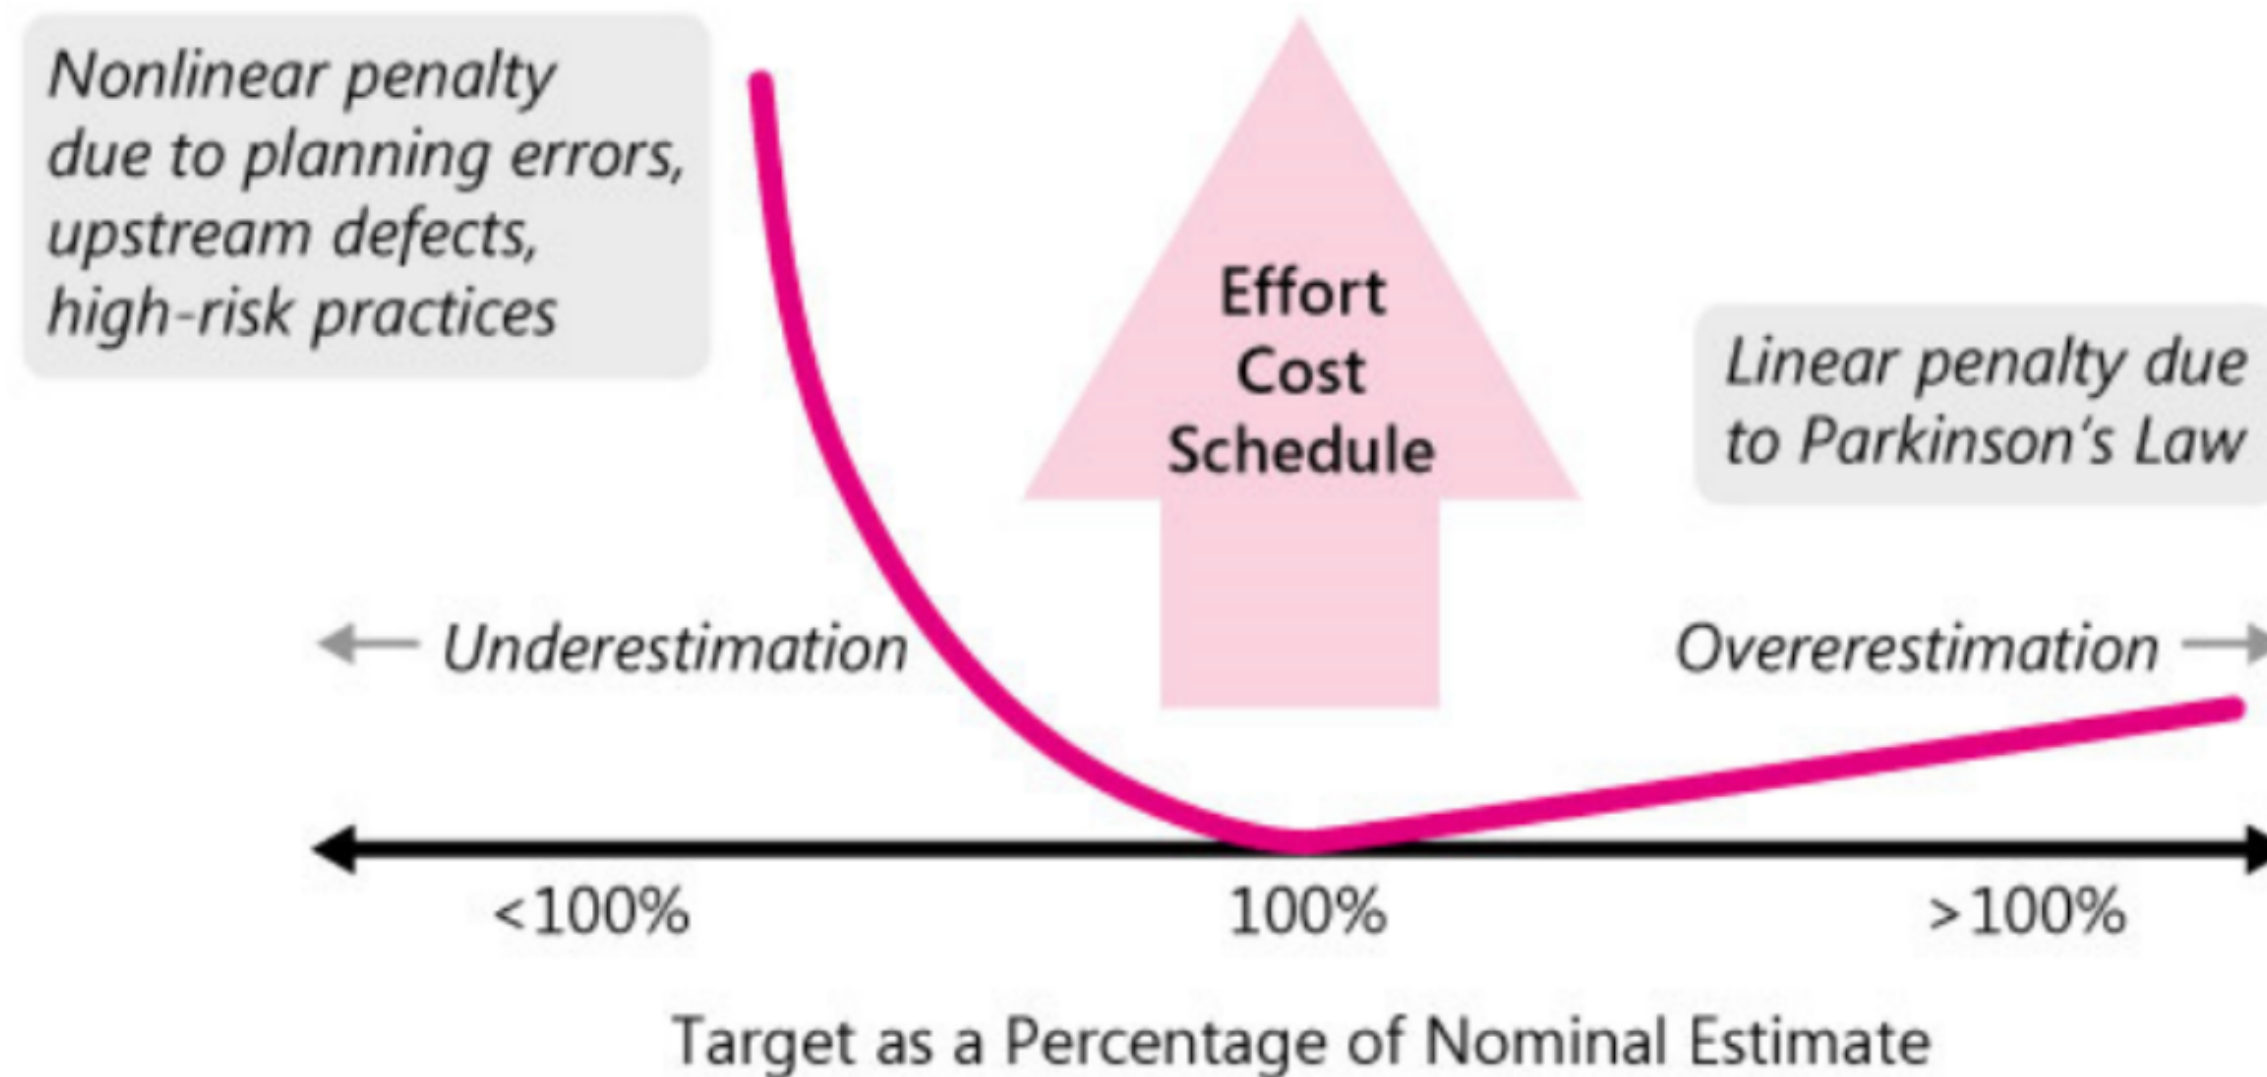 Nonlinear penalty
due to planning errors,
upstream defects,
high-risk practices
Effort
Cost
Schedule
Linear penalty due
to Parkinson's Law
Underestimation
Overerestimation
<100%
100%
>100%
Target as a Percentage of Nominal Estimate